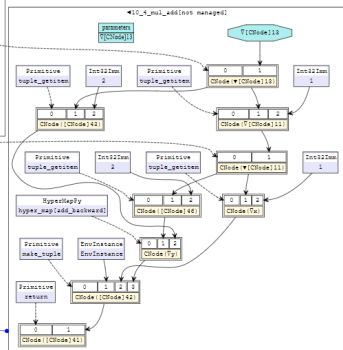 ◀10_4_mul_add[not managed]
parameters
∇[CNode]13
∇[CNode]13
Primitive
tuple_getitem
Int32Imm
2
0 1
CNode(▼[CNode]13)
Primitive
tuple_getitem
Int32Imm
1
0 1 2
CNode([CNode]43)
0 1 2
CNode(∇[CNode]11)
Primitive
tuple_getitem
Int32Imm
2
Primitive
tuple_getitem
0 1
CNode(▼[CNode]11)
Int32Imm
1
HyperMapPy
hyper_map[add_backward]
0 1 2
CNode([CNode]46)
0 1 2
CNode(∇x)
Primitive
make_tuple
EnvInstance
EnvInstance
0 1 2
CNode(∇y)
Primitive
return
0 1 2 3
CNode([CNode]42)
0 1
CNode([CNode]41)